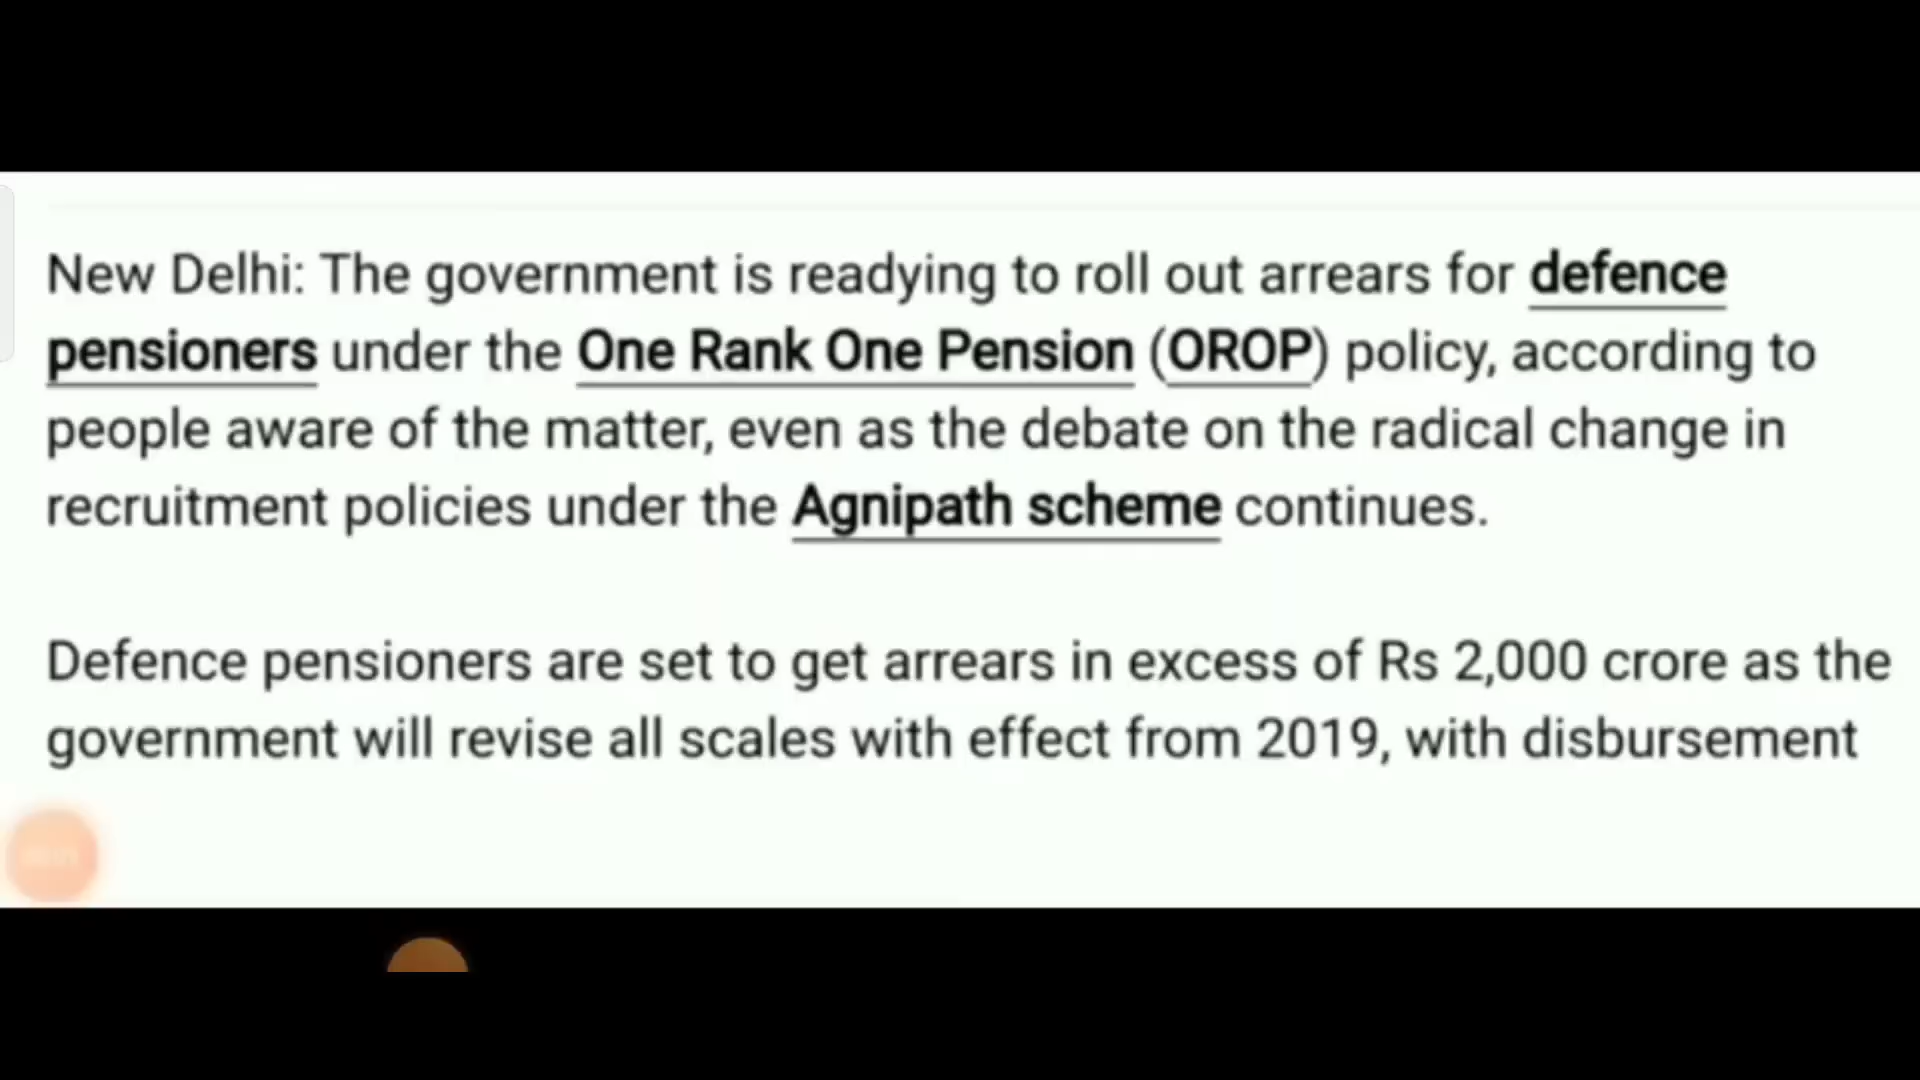 New Delhi: The government is readying to roll out arrears for defence
pensioners under the One Rank One Pension (OROP) policy, according to
people aware of the matter, even as the debate on the radical change in
recruitment policies under the Agnipath scheme continues.
Defence pensioners are set to get arrears in excess of Rs 2,000 crore as the
government will revise all scales with effect from 2019, with disbursement